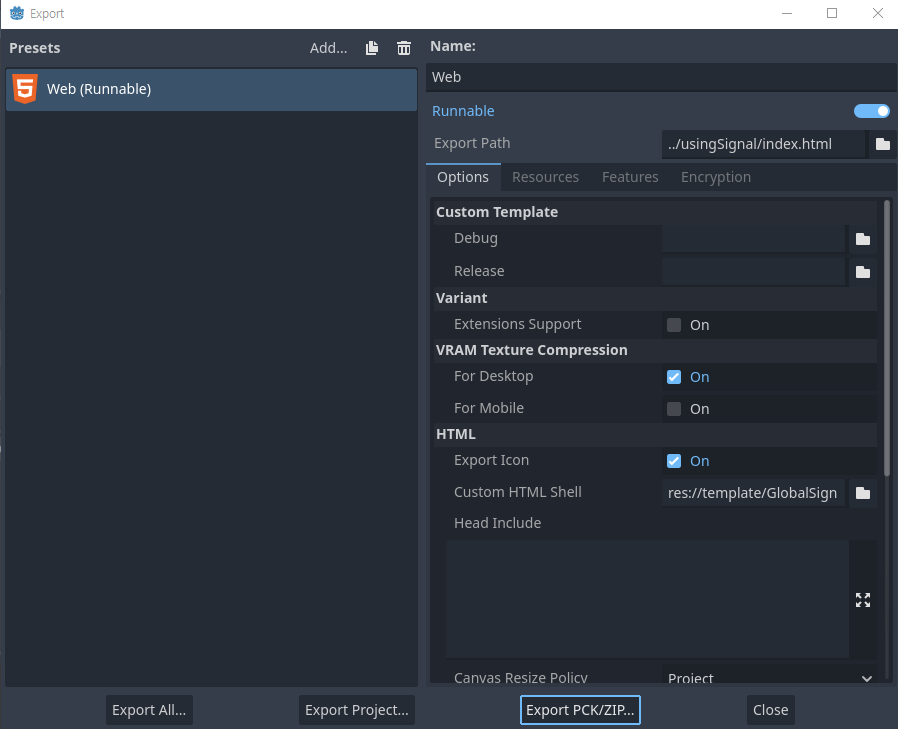 Export
Presets
Add...
Web (Runnable)
Name:
Web
Runnable
Export Path
../usingSignal/index.html
Options Resources Features Encryption
Custom Template
Debug
Release
Variant
Extensions Support On
VRAM Texture Compression
For Desktop On
For Mobile On
HTML
Export Icon On
Custom HTML Shell res://template/GlobalSign
Head Include
Canvas Resize Policy Project
Export All... Export Project... Export PCK/ZIP... Close